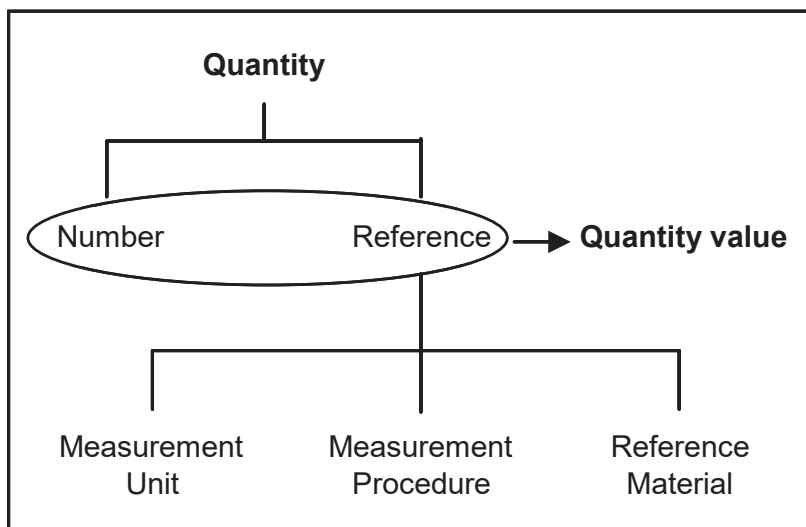 Quantity
Number Reference Quantity value
Measurement Measurement Reference
Unit Procedure Material